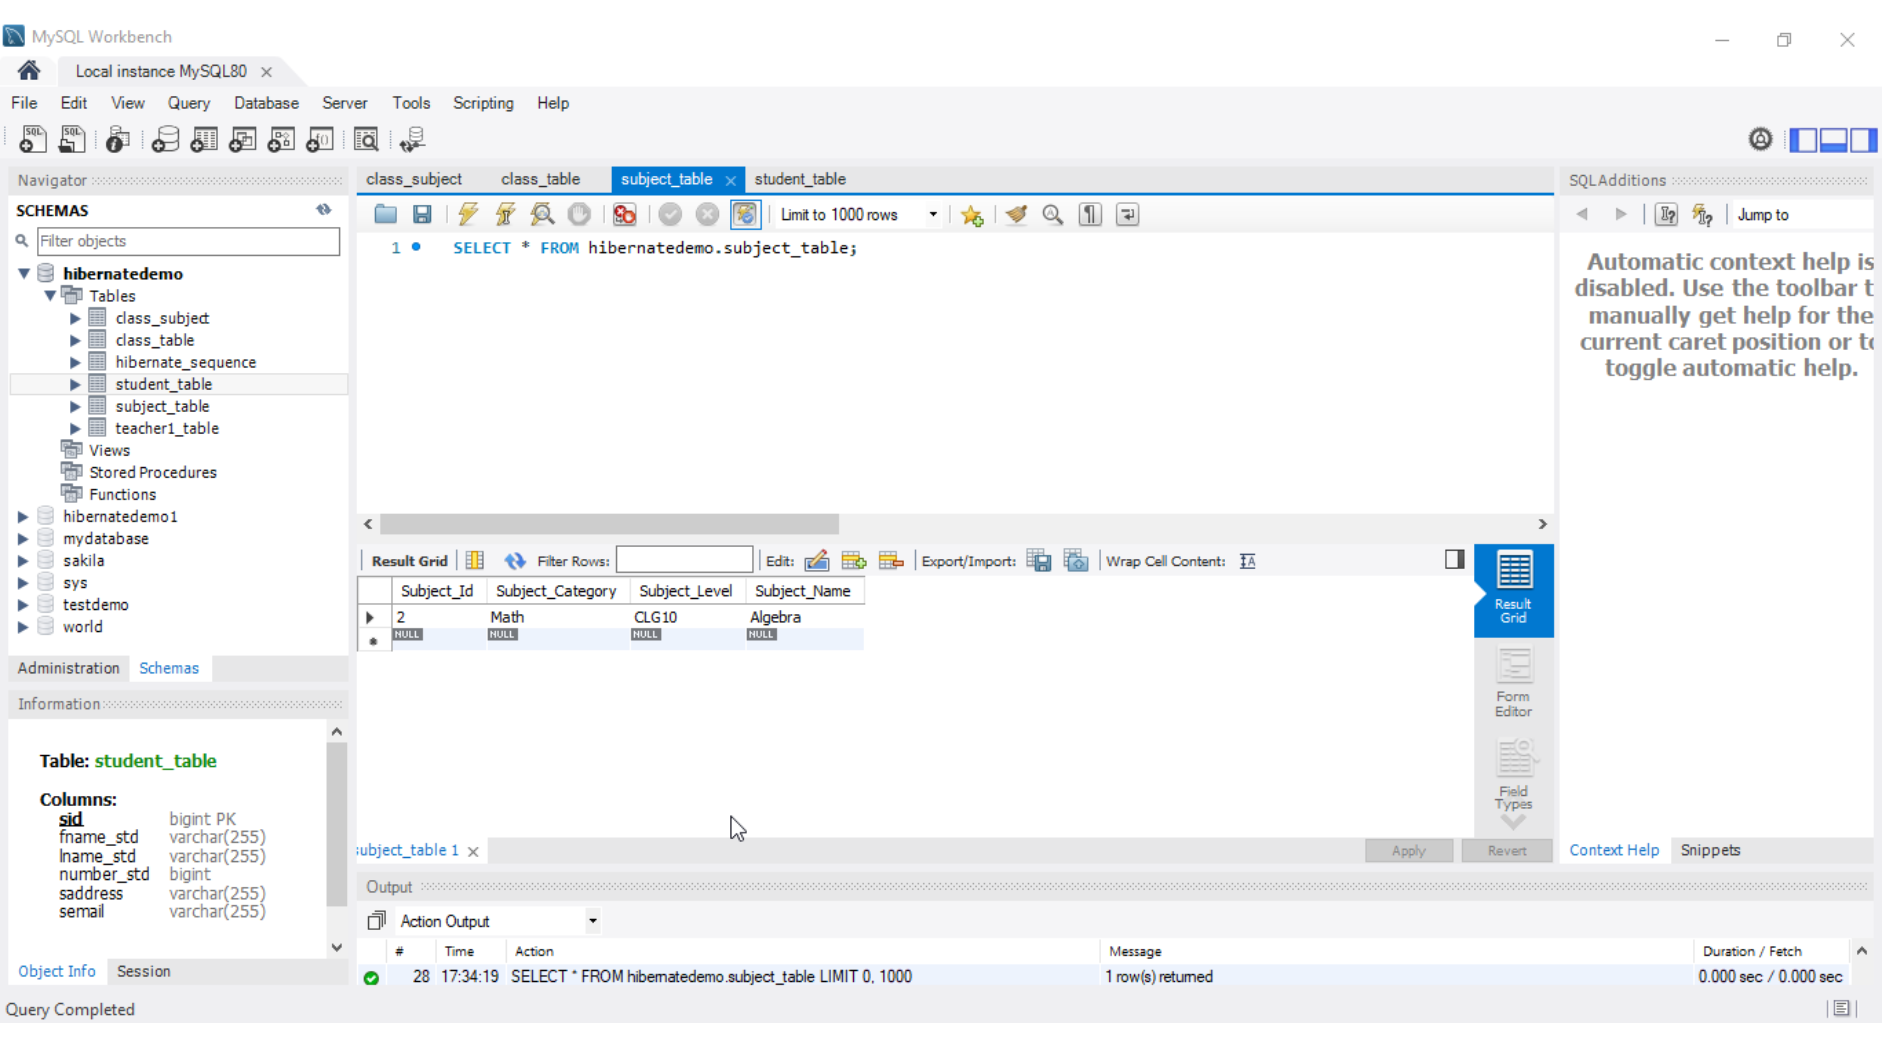 MySQL Workbench
Local instance MySQL80
File Edit View Query Database Server Tools Scripting Help
Navigator
SCHEMAS
Filter objects
hibernatedemo
Tables
class_subject
class_table
hibernate_sequence
student_table
subject_table
teacher1_table
Views
Stored Procedures
Functions
hibernatedemo1
mydatabase
sakila
sys
testdemo
world
Administration Schemas
Information
Table: student_table
Columns:
sid bigint PK
fname_std varchar(255)
lname_std varchar(255)
number_std bigint
saddress varchar(255)
semail varchar(255)
Object Info Session
class_subject class_table subject_table student_table
Limit to 1000 rows
1 SELECT * FROM hibernatedemo.subject_table;
Result Grid Filter Rows: Edit: Export/Import: Wrap Cell Content:
Subject_Id Subject_Category Subject_Level Subject_Name
2 Math CLG10 Algebra
NULL NULL NULL NULL
Result
Grid
Form
Editor
Field
Types
subject_table 1
Apply Revert
SQLAdditions
Jump to
Automatic context help is
disabled. Use the toolbar t
manually get help for the
current caret position or to
toggle automatic help.
Context Help Snippets
Output
Action Output
# Time Action Message Duration / Fetch
28 17:34:19 SELECT * FROM hibernatedemo.subject_table LIMIT 0, 1000 1 row(s) returned 0.000 sec / 0.000 sec
Query Completed